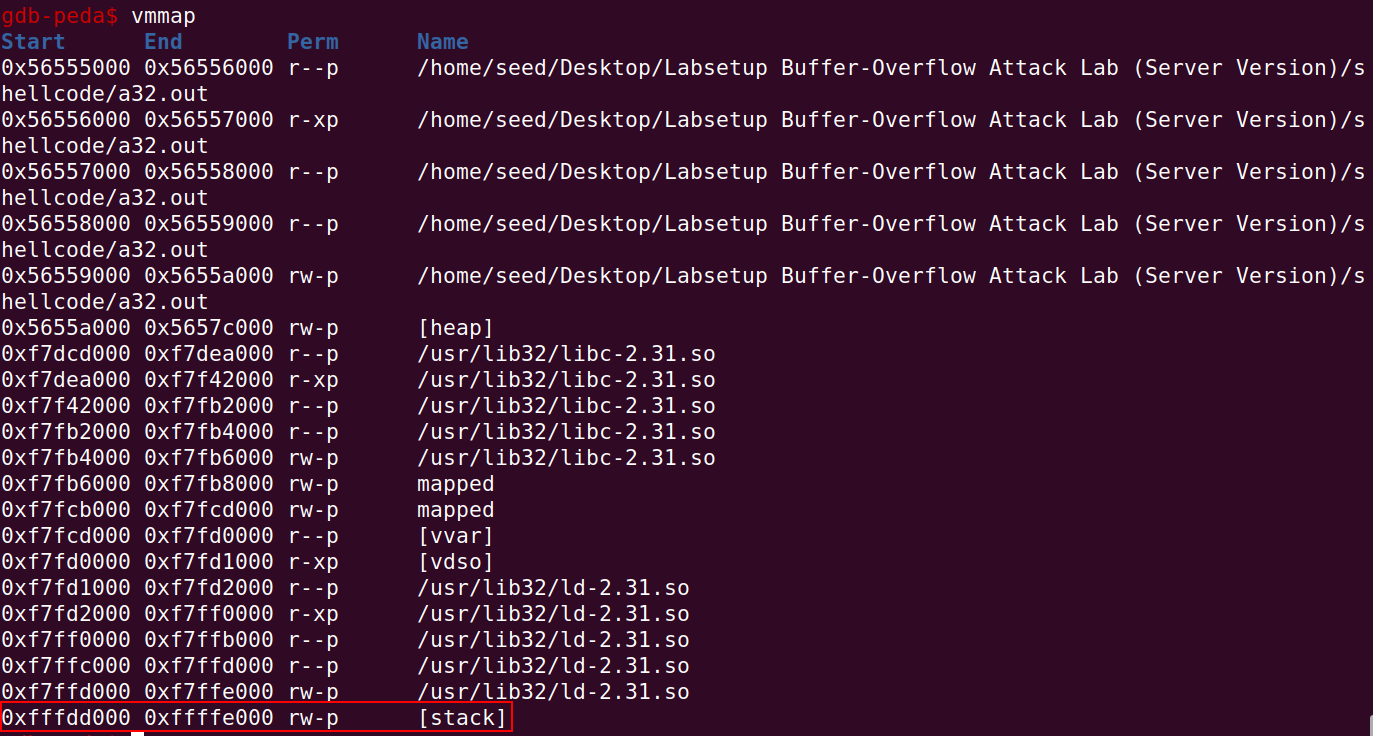 gdb-peda$ vmmap
Start      End        Perm      Name
0x56555000 0x56556000 r--p      /home/seed/Desktop/Labsetup Buffer-Overflow Attack Lab (Server Version)/s
hellcode/a32.out
0x56556000 0x56557000 r-xp      /home/seed/Desktop/Labsetup Buffer-Overflow Attack Lab (Server Version)/s
hellcode/a32.out
0x56557000 0x56558000 r--p      /home/seed/Desktop/Labsetup Buffer-Overflow Attack Lab (Server Version)/s
hellcode/a32.out
0x56558000 0x56559000 r--p      /home/seed/Desktop/Labsetup Buffer-Overflow Attack Lab (Server Version)/s
hellcode/a32.out
0x56559000 0x5655a000 rw-p      /home/seed/Desktop/Labsetup Buffer-Overflow Attack Lab (Server Version)/s
hellcode/a32.out
0x5655a000 0x5657c000 rw-p      [heap]
0xf7dcd000 0xf7dea000 r--p      /usr/lib32/libc-2.31.so
0xf7dea000 0xf7f42000 r-xp      /usr/lib32/libc-2.31.so
0xf7f42000 0xf7fb2000 r--p      /usr/lib32/libc-2.31.so
0xf7fb2000 0xf7fb4000 r--p      /usr/lib32/libc-2.31.so
0xf7fb4000 0xf7fb6000 rw-p      /usr/lib32/libc-2.31.so
0xf7fb6000 0xf7fb8000 rw-p      mapped
0xf7fcb000 0xf7fcd000 rw-p      mapped
0xf7fcd000 0xf7fd0000 r--p      [vvar]
0xf7fd0000 0xf7fd1000 r-xp      [vdso]
0xf7fd1000 0xf7fd2000 r--p      /usr/lib32/ld-2.31.so
0xf7fd2000 0xf7ff0000 r-xp      /usr/lib32/ld-2.31.so
0xf7ff0000 0xf7ffb000 r--p      /usr/lib32/ld-2.31.so
0xf7ffc000 0xf7ffd000 r--p      /usr/lib32/ld-2.31.so
0xf7ffd000 0xf7ffe000 rw-p      /usr/lib32/ld-2.31.so
0xfffdd000 0xffffe000 rw-p      [stack]